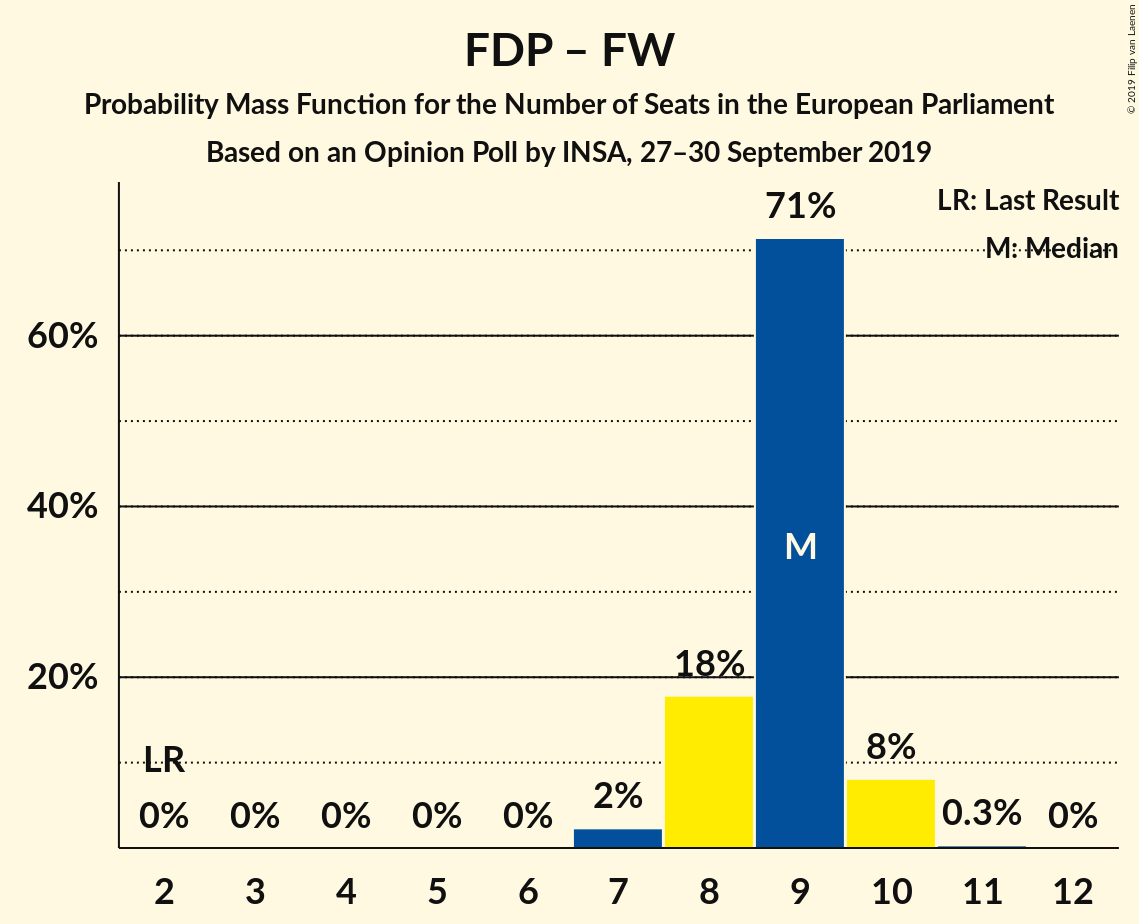 FDP – FW
Probability Mass Function for the Number of Seats in the European Parliament
Based on an Opinion Poll by INSA, 27–30 September 2019
© 2019 Filip van Laenen
LR: Last Result
M: Median
71%
60%
40%
M
20%
18%
LR
8%
2%
0% 0% 0% 0% 0% 0.3% 0%
2 3 4 5 6 7 8 9 10 11 12